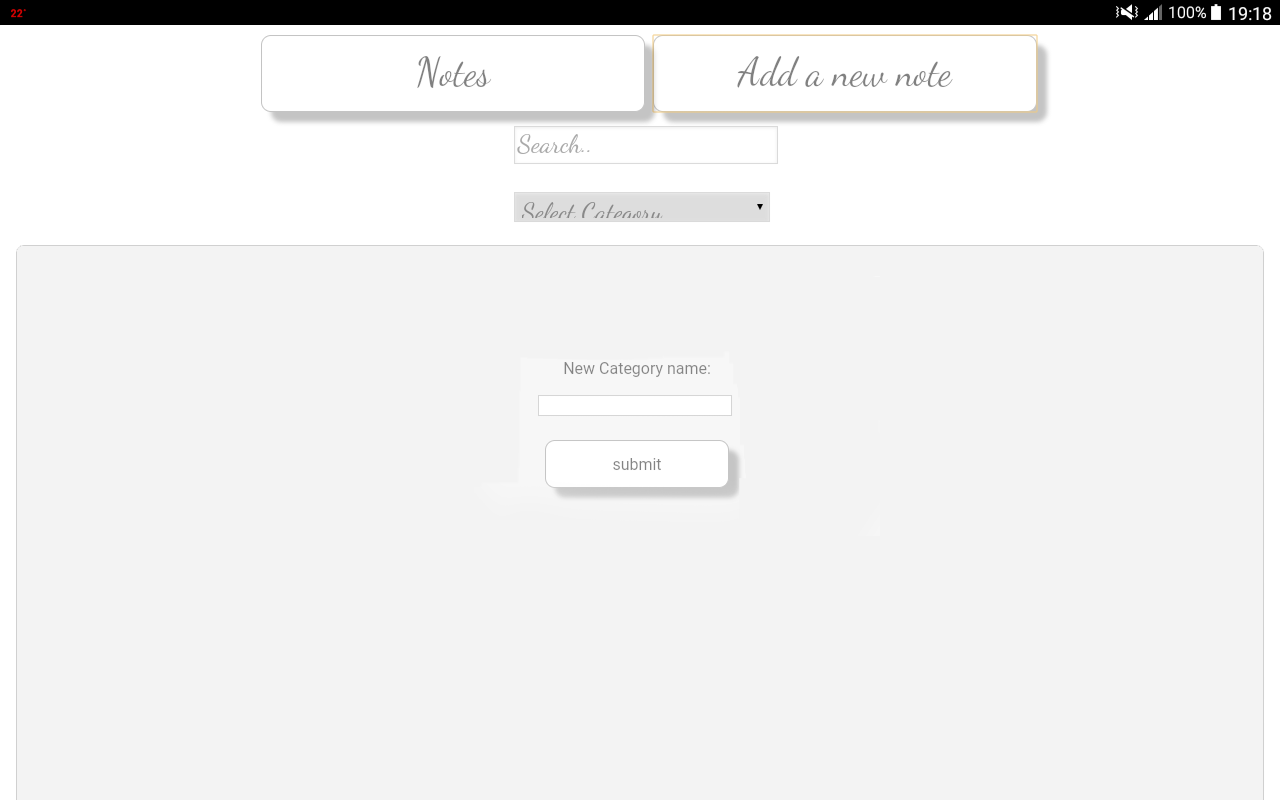 22°
100% 19:18
Notes
Add a new note
Search..
Select Category
New Category name:
submit